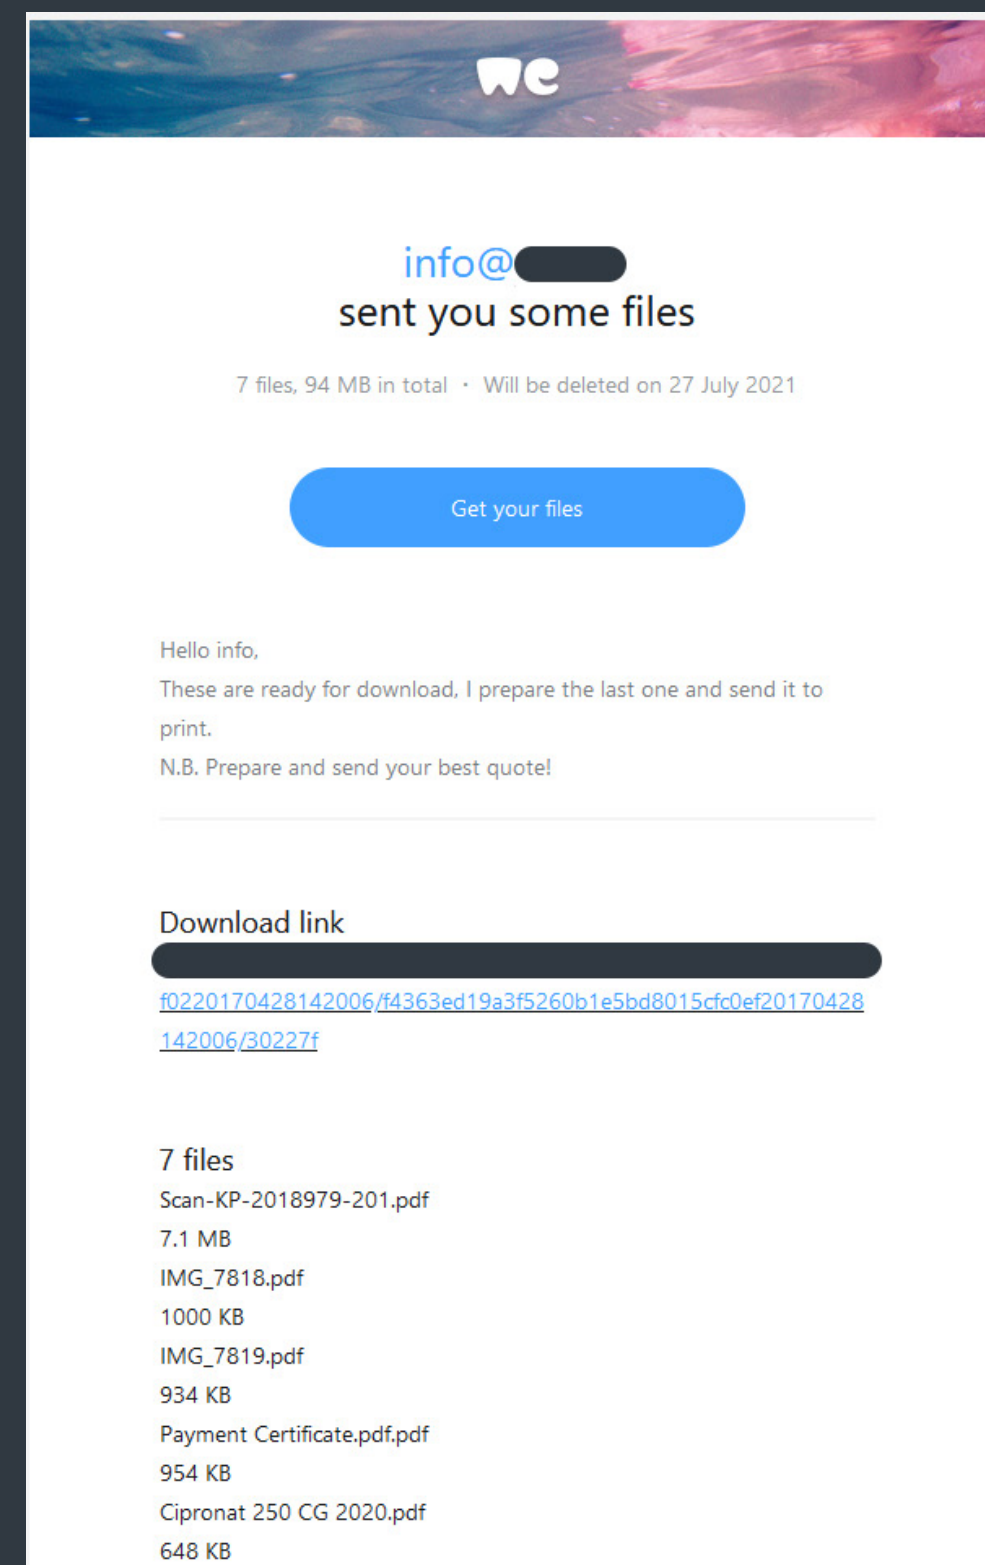 we
info@
sent you some files
7 files, 94 MB in total · Will be deleted on 27 July 2021
Get your files
Hello info,
These are ready for download, I prepare the last one and send it to
print.
N.B. Prepare and send your best quote!
Download link
f0220170428142006/f4363ed19a3f5260b1e5bd8015cfc0ef20170428
142006/30227f
7 files
Scan-KP-2018979-201.pdf
7.1 MB
IMG_7818.pdf
1000 KB
IMG_7819.pdf
934 KB
Payment Certificate.pdf.pdf
954 KB
Cipronat 250 CG 2020.pdf
648 KB